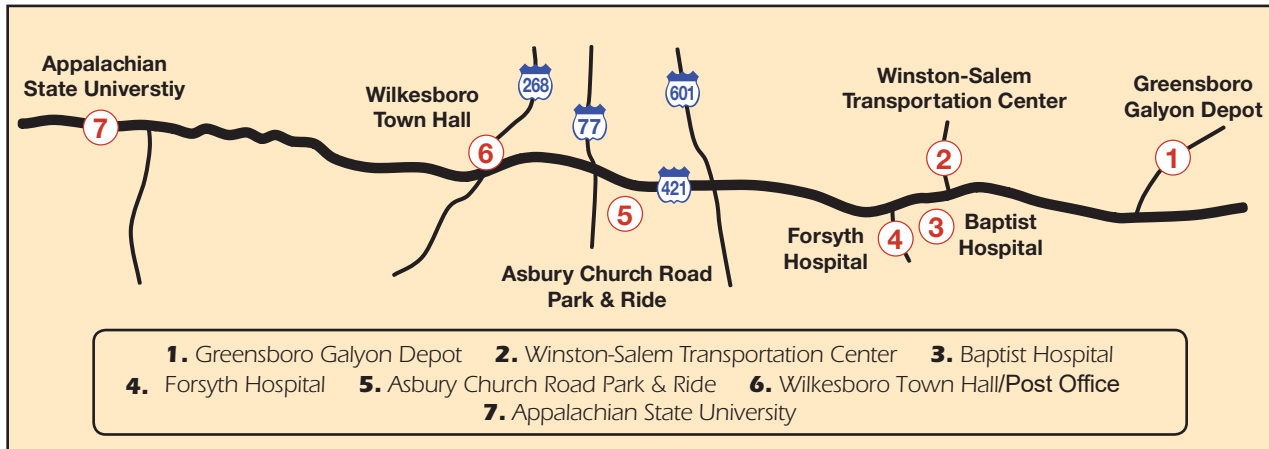 Appalachian
State Universtiy
7
Wilkesboro
Town Hall
6
268
77
601
421
5
Asbury Church Road
Park & Ride
Winston-Salem
Transportation Center
2
Greensboro
Galyon Depot
1
Forsyth
Hospital
4
3
Baptist
Hospital
1. Greensboro Galyon Depot 2. Winston-Salem Transportation Center 3. Baptist Hospital
4. Forsyth Hospital 5. Asbury Church Road Park & Ride 6. Wilkesboro Town Hall/Post Office
7. Appalachian State University